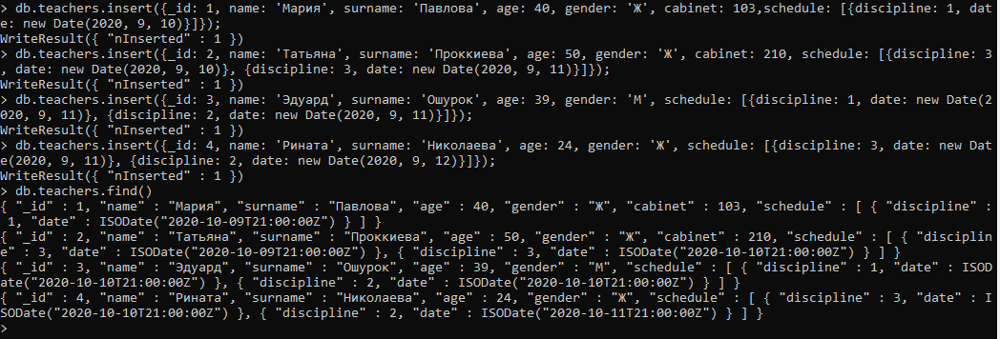 > db.teachers.insert({_id: 1, name: 'Мария', surname: 'Павлова', age: 40, gender: 'Ж', cabinet: 103,schedule: [{discipline: 1, dat
e: new Date(2020, 9, 10)}]});
WriteResult({ "nInserted" : 1 })
> db.teachers.insert({_id: 2, name: 'Татьяна', surname: 'Проккиева', age: 50, gender: 'Ж', cabinet: 210, schedule: [{discipline: 3
, date: new Date(2020, 9, 10)}, {discipline: 3, date: new Date(2020, 9, 11)}]});
WriteResult({ "nInserted" : 1 })
> db.teachers.insert({_id: 3, name: 'Эдуард', surname: 'Ошурок', age: 39, gender: 'М', schedule: [{discipline: 1, date: new Date(2
020, 9, 11)}, {discipline: 2, date: new Date(2020, 9, 11)}]});
WriteResult({ "nInserted" : 1 })
> db.teachers.insert({_id: 4, name: 'Рината', surname: 'Николаева', age: 24, gender: 'Ж', schedule: [{discipline: 3, date: new Dat
e(2020, 9, 11)}, {discipline: 2, date: new Date(2020, 9, 12)}]});
WriteResult({ "nInserted" : 1 })
> db.teachers.find()
{ "_id" : 1, "name" : "Мария", "surname" : "Павлова", "age" : 40, "gender" : "Ж", "cabinet" : 103, "schedule" : [ { "discipline" :
 1, "date" : ISODate("2020-10-09T21:00:00Z") } ] }
{ "_id" : 2, "name" : "Татьяна", "surname" : "Проккиева", "age" : 50, "gender" : "Ж", "cabinet" : 210, "schedule" : [ { "disciplin
e" : 3, "date" : ISODate("2020-10-09T21:00:00Z") }, { "discipline" : 3, "date" : ISODate("2020-10-10T21:00:00Z") } ] }
{ "_id" : 3, "name" : "Эдуард", "surname" : "Ошурок", "age" : 39, "gender" : "М", "schedule" : [ { "discipline" : 1, "date" : ISOD
ate("2020-10-10T21:00:00Z") }, { "discipline" : 2, "date" : ISODate("2020-10-10T21:00:00Z") } ] }
{ "_id" : 4, "name" : "Рината", "surname" : "Николаева", "age" : 24, "gender" : "Ж", "schedule" : [ { "discipline" : 3, "date" : I
SODate("2020-10-10T21:00:00Z") }, { "discipline" : 2, "date" : ISODate("2020-10-11T21:00:00Z") } ] }
>